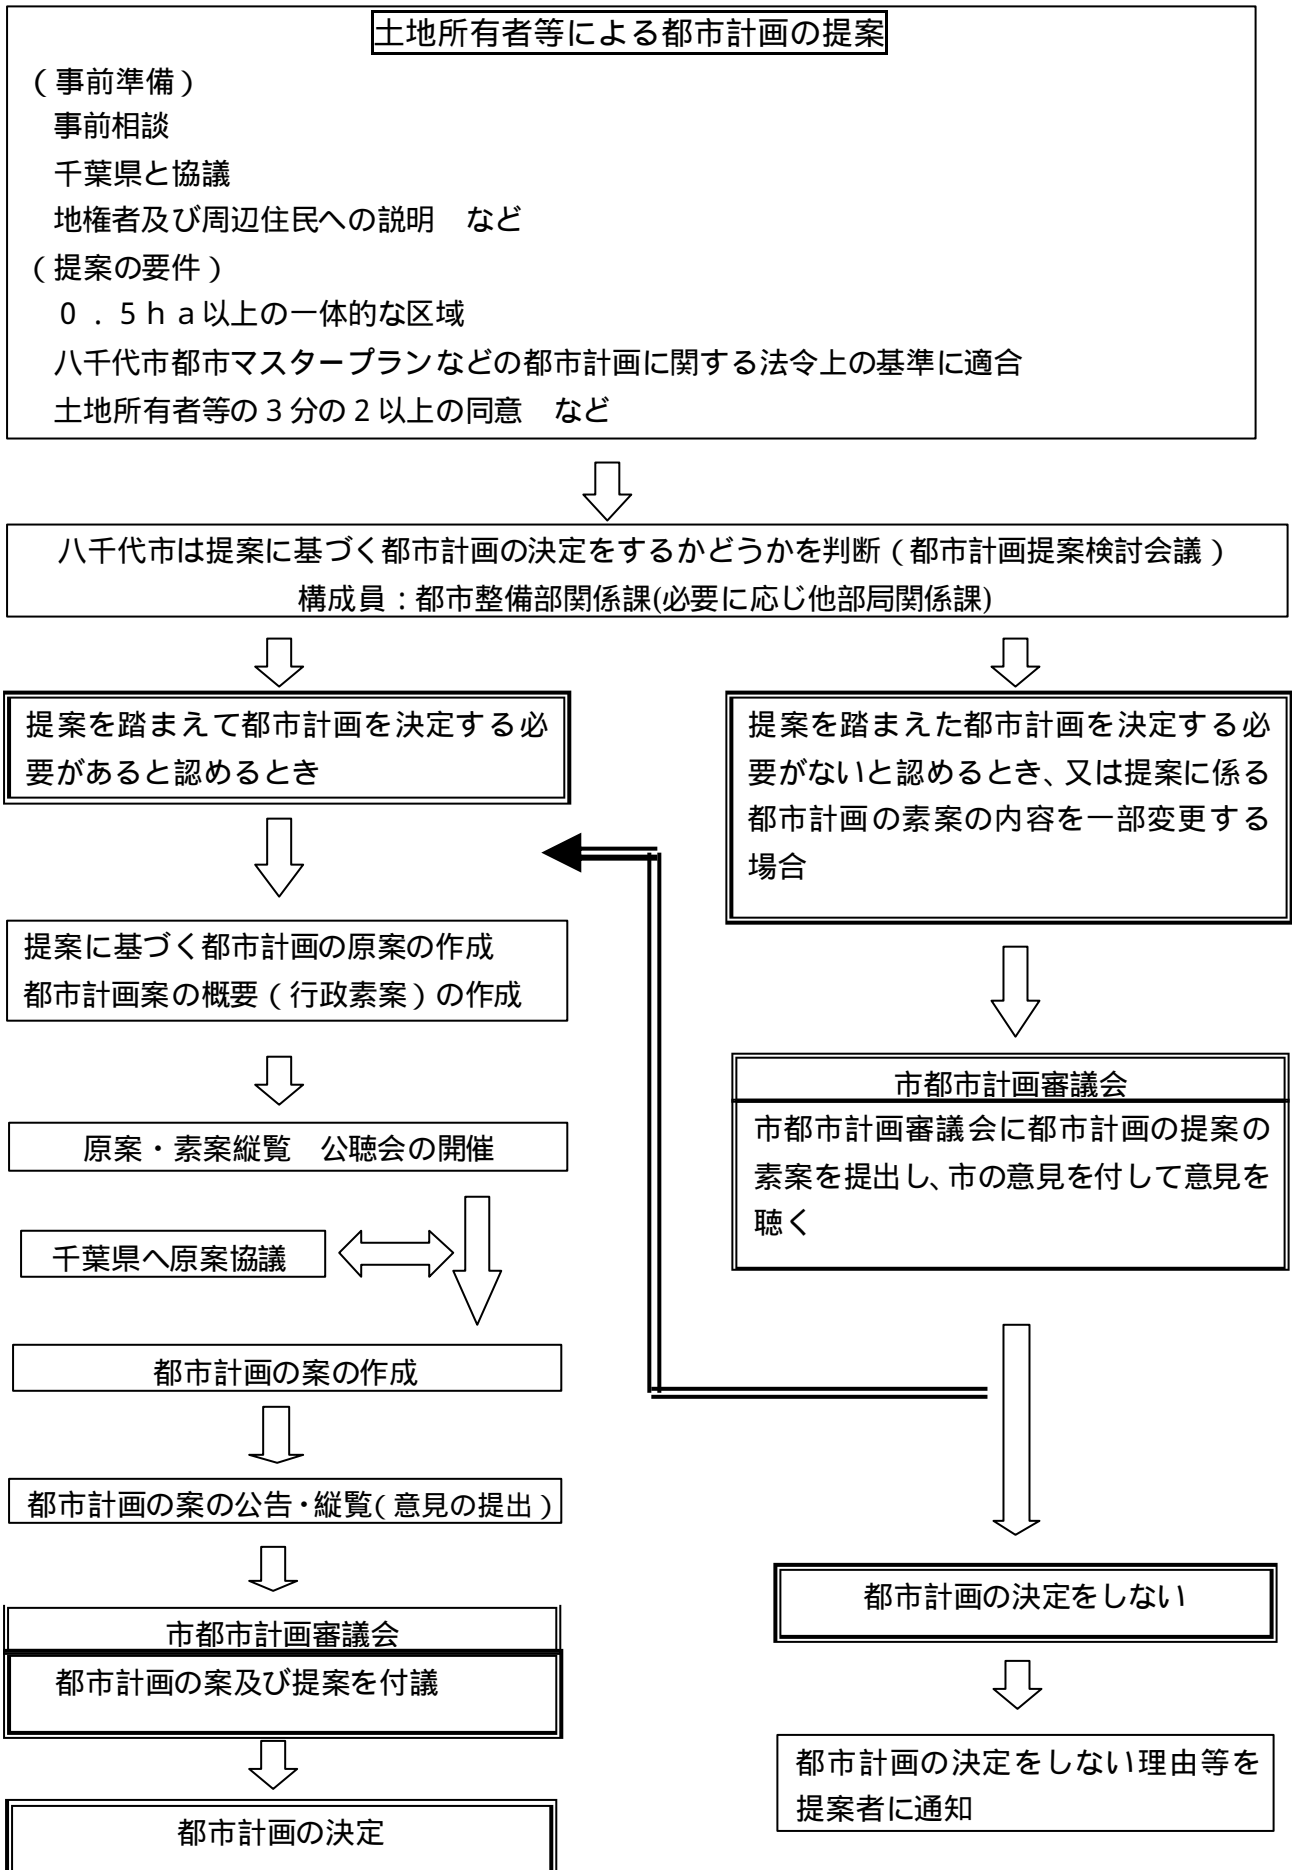 土地所有者等による都市計画の提案
（事前準備）
事前相談
千葉県と協議
地権者及び周辺住民への説明　など
（提案の要件）
０．５ｈａ以上の一体的な区域
八千代市都市マスタープランなどの都市計画に関する法令上の基準に適合
土地所有者等の３分の２以上の同意　など
八千代市は提案に基づく都市計画の決定をするかどうかを判断（都市計画提案検討会議）
構成員：都市整備部関係課(必要に応じ他部局関係課)
提案を踏まえて都市計画を決定する必
要があると認めるとき
提案を踏まえた都市計画を決定する必
要がないと認めるとき、又は提案に係る
都市計画の素案の内容を一部変更する
場合
提案に基づく都市計画の原案の作成
都市計画案の概要（行政素案）の作成
原案・素案縦覧　公聴会の開催
千葉県へ原案協議
市都市計画審議会
市都市計画審議会に都市計画の提案の
素案を提出し、市の意見を付して意見を
聴く
都市計画の案の作成
都市計画の案の公告・縦覧（意見の提出）
市都市計画審議会
都市計画の案及び提案を付議
都市計画の決定
都市計画の決定をしない
都市計画の決定をしない理由等を
提案者に通知